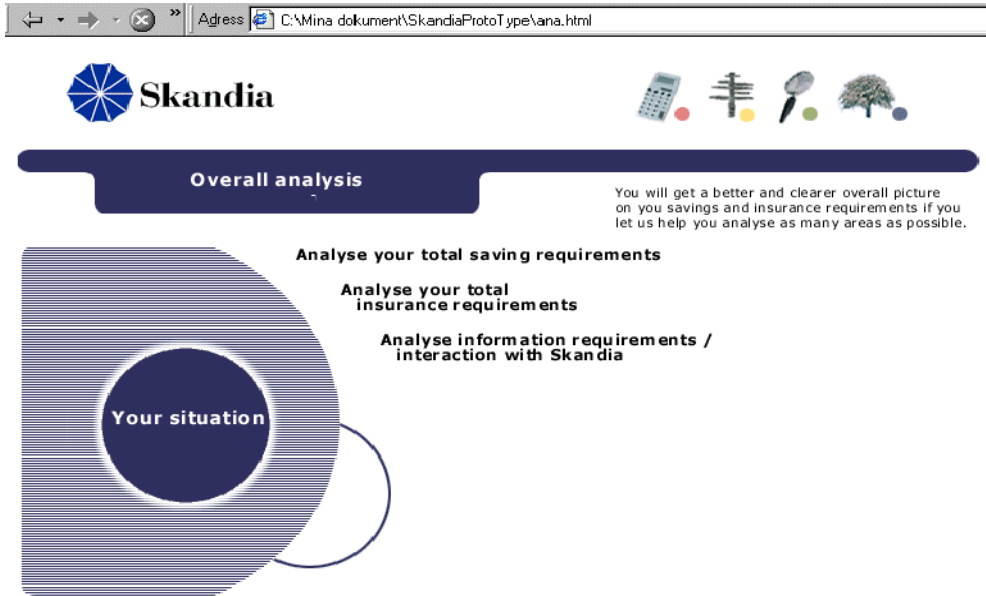 »
Adress C:\Mina dokument\SkandiaProtoType\ana.html
Skandia
Overall analysis
You will get a better and clearer overall picture
on you savings and insurance requirements if you
let us help you analyse as many areas as possible.
Analyse your total saving requirements
Analyse your total
insurance requirements
Analyse information requirements /
interaction with Skandia
Your situation